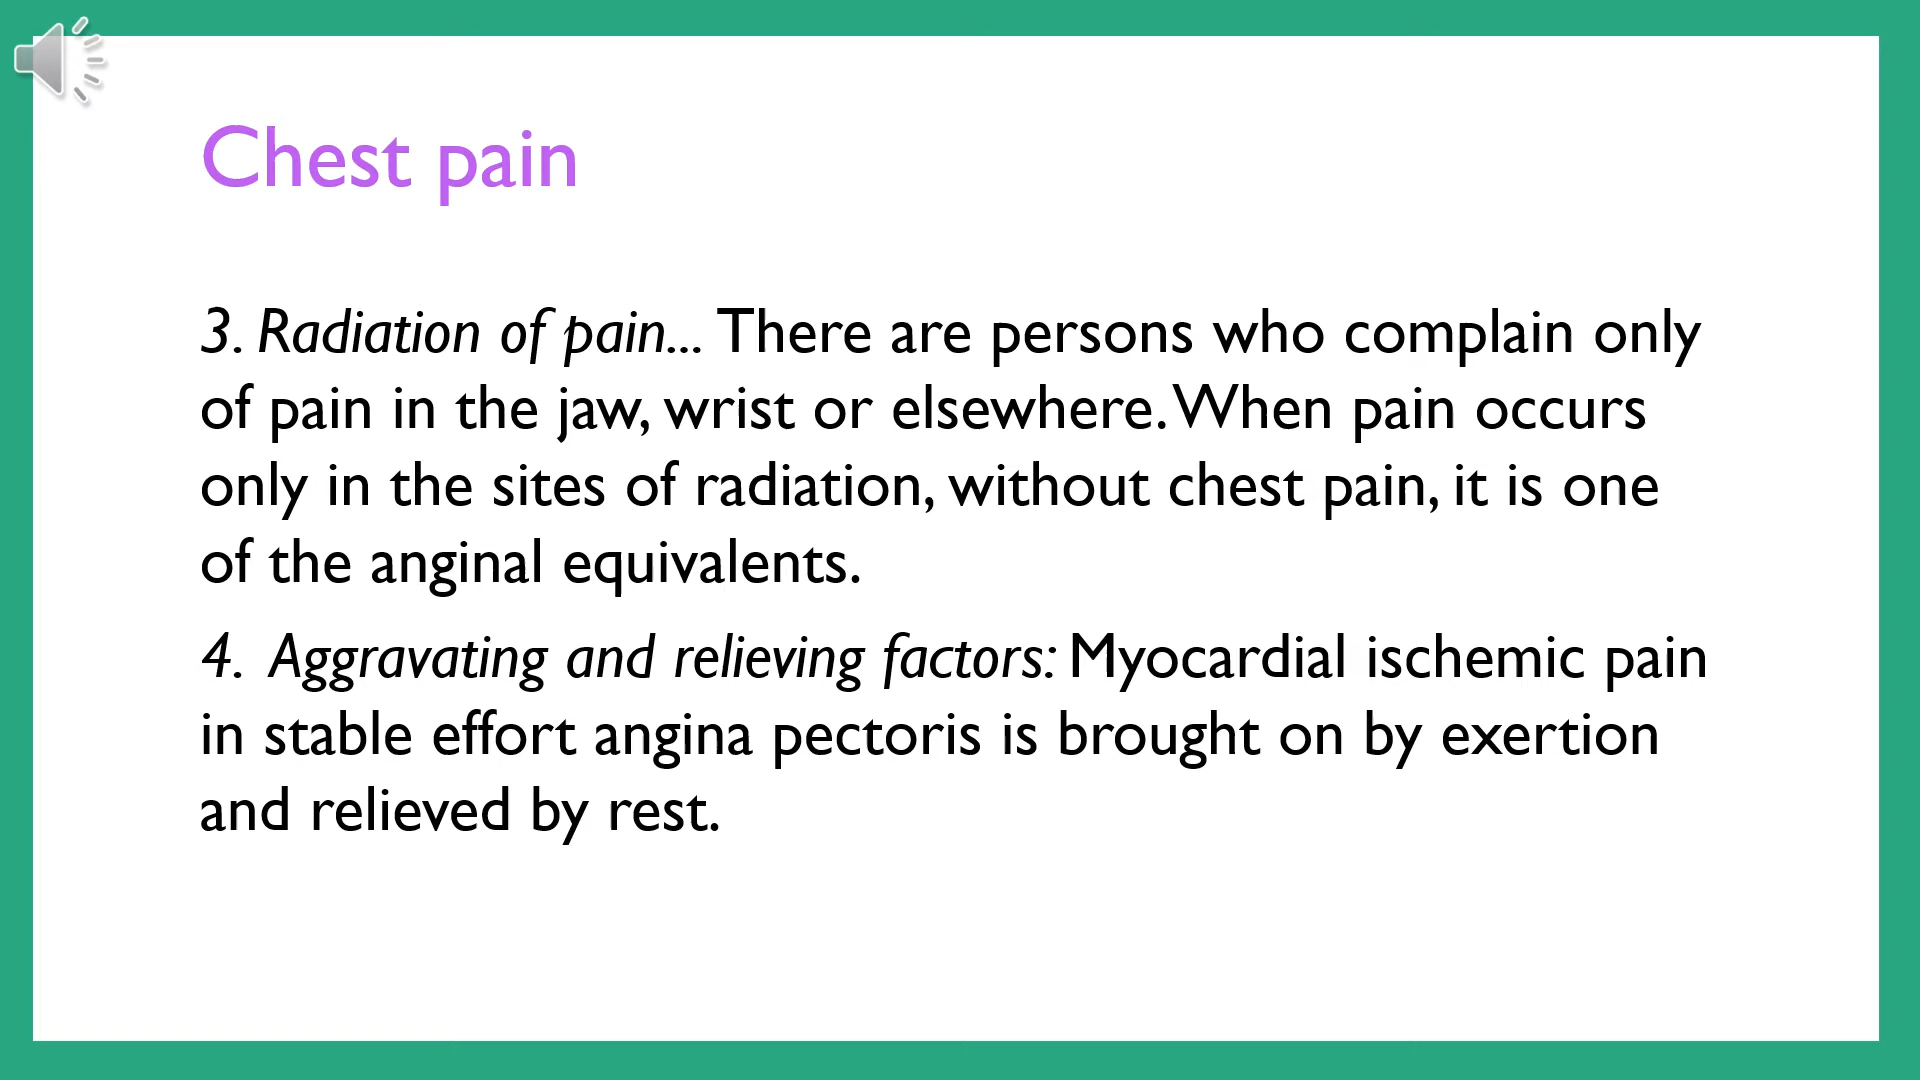 Chest pain
3. Radiation of pain... There are persons who complain only
of pain in the jaw, wrist or elsewhere. When pain occurs
only in the sites of radiation, without chest pain, it is one
of the anginal equivalents.
4. Aggravating and relieving factors: Myocardial ischemic pain
in stable effort angina pectoris is brought on by exertion
and relieved by rest.